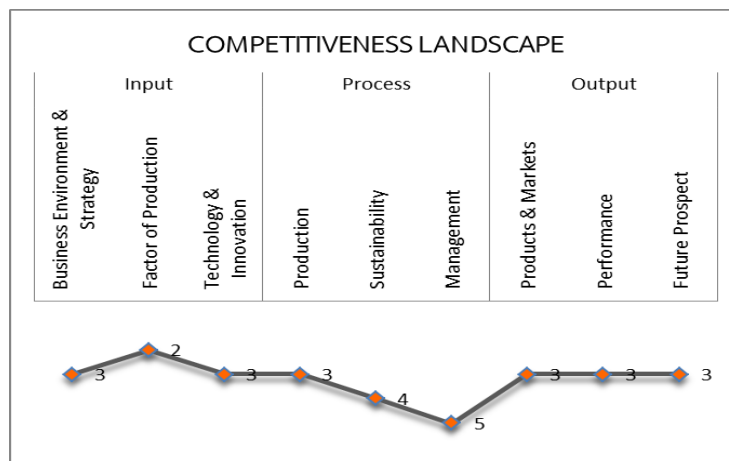 COMPETITIVENESS LANDSCAPE
Input
Process
Output
Business Environment &
Strategy
Factor of Production
Technology &
Innovation
Production
Sustainability
Management
Products & Markets
Performance
Future Prospect
3
2
3
3
4
5
3
3
3